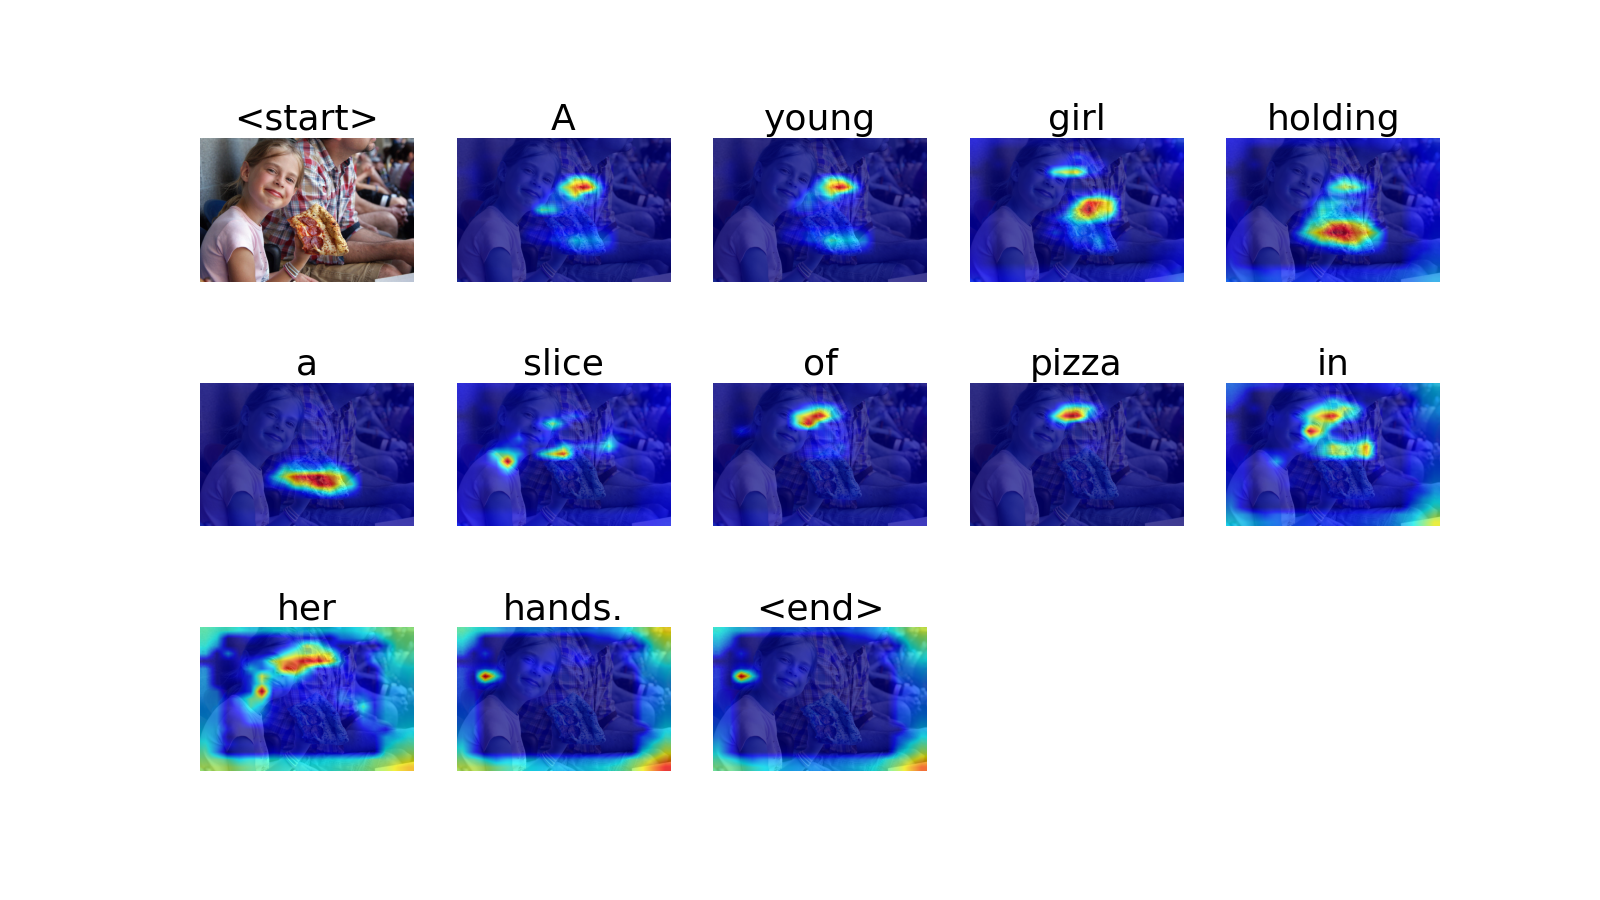 <start> A young girl holding
a slice of pizza in
her hands. <end>